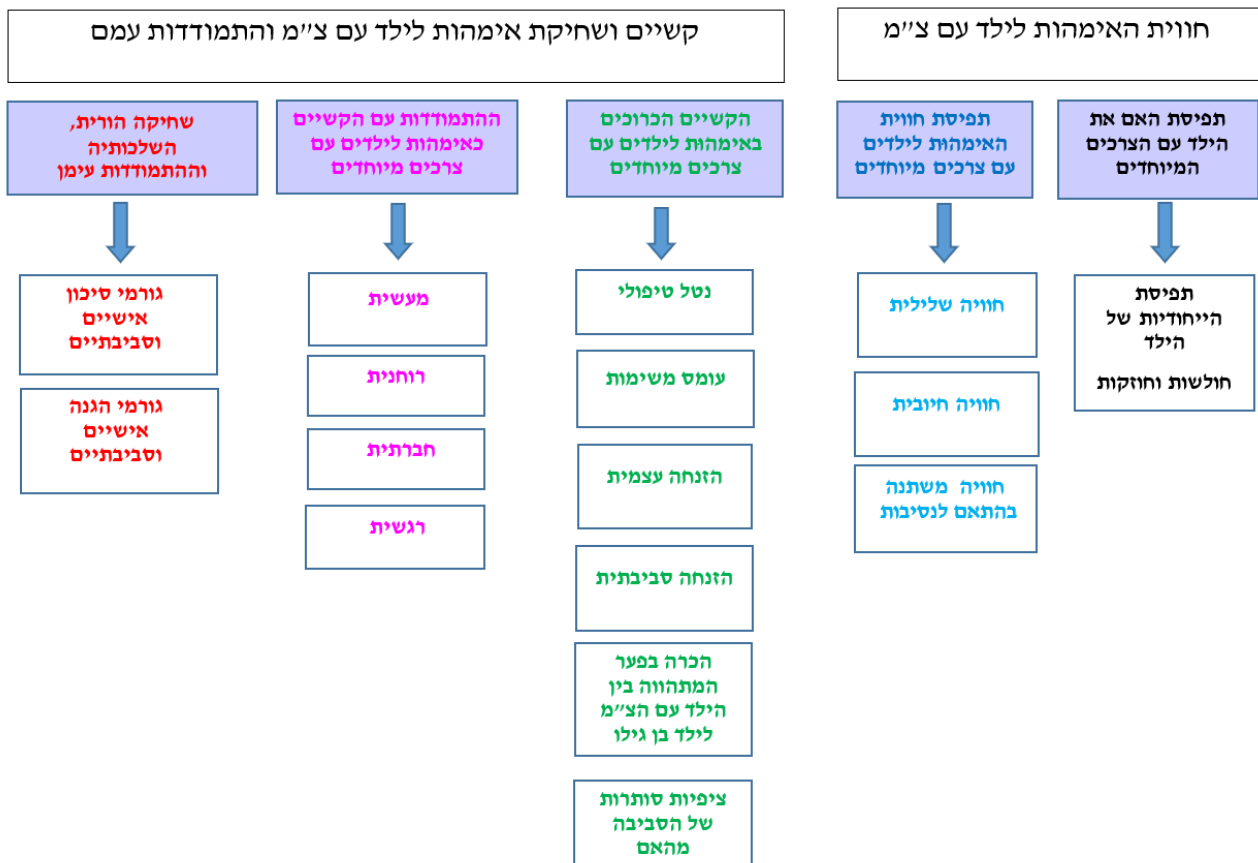 חווית האימהות לילד עם צ״מ
קשיים ושחיקת אימהות לילד עם צ״מ והתמודדות עמם
תפיסת האם את
הילד עם הצרכים
המיוחדים
תפיסת חווית
האימהוּת לילדים
עם צרכים מיוחדים
הקשיים הכרוכים
באימהוּת לילדים עם
צרכים מיוחדים
ההתמודדות עם הקשיים
כאימהות לילדים עם
צרכים מיוחדים
שחיקה הורית,
השלכותיה
וההתמודדות עימן
תפיסת
הייחודיות של
הילד
חולשות וחוזקות
חוויה שלילית
חוויה חיובית
חוויה משתנה
בהתאם לנסיבות
נטל טיפולי
עומס משימות
הזנחה עצמית
הזנחה סביבתית
הכרה בפער
המתהווה בין
הילד עם הצ״מ
לילד בן גילו
ציפיות סותרות
של הסביבה
מהאם
מעשית
רוחנית
חברתית
רגשית
גורמי סיכון
אישיים
וסביבתיים
גורמי הגנה
אישיים
וסביבתיים